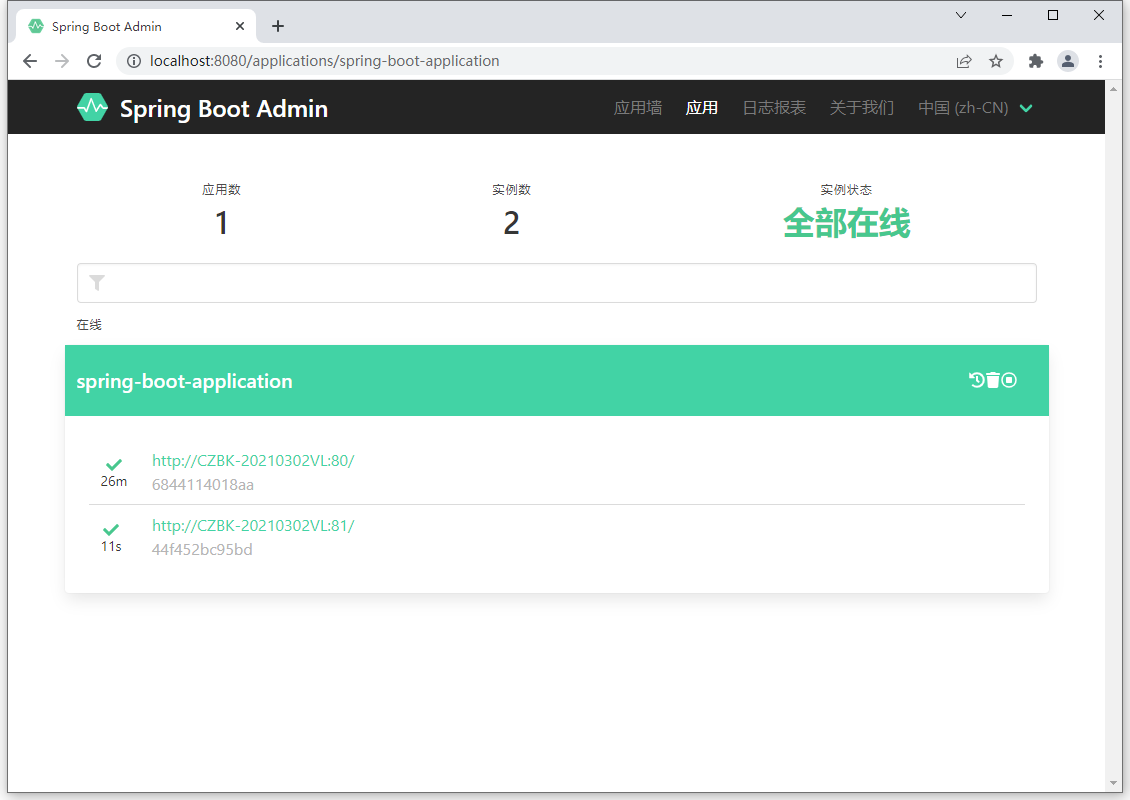 Spring Boot Admin
localhost:8080/applications/spring-boot-application
Spring Boot Admin 应用墙 应用 日志报表 关于我们 中国 (zh-CN)
应用数 实例数 实例状态
1 2 全部在线
在线
spring-boot-application
http://CZBK-20210302VL:80/
26m 6844114018aa
http://CZBK-20210302VL:81/
11s 44f452bc95bd